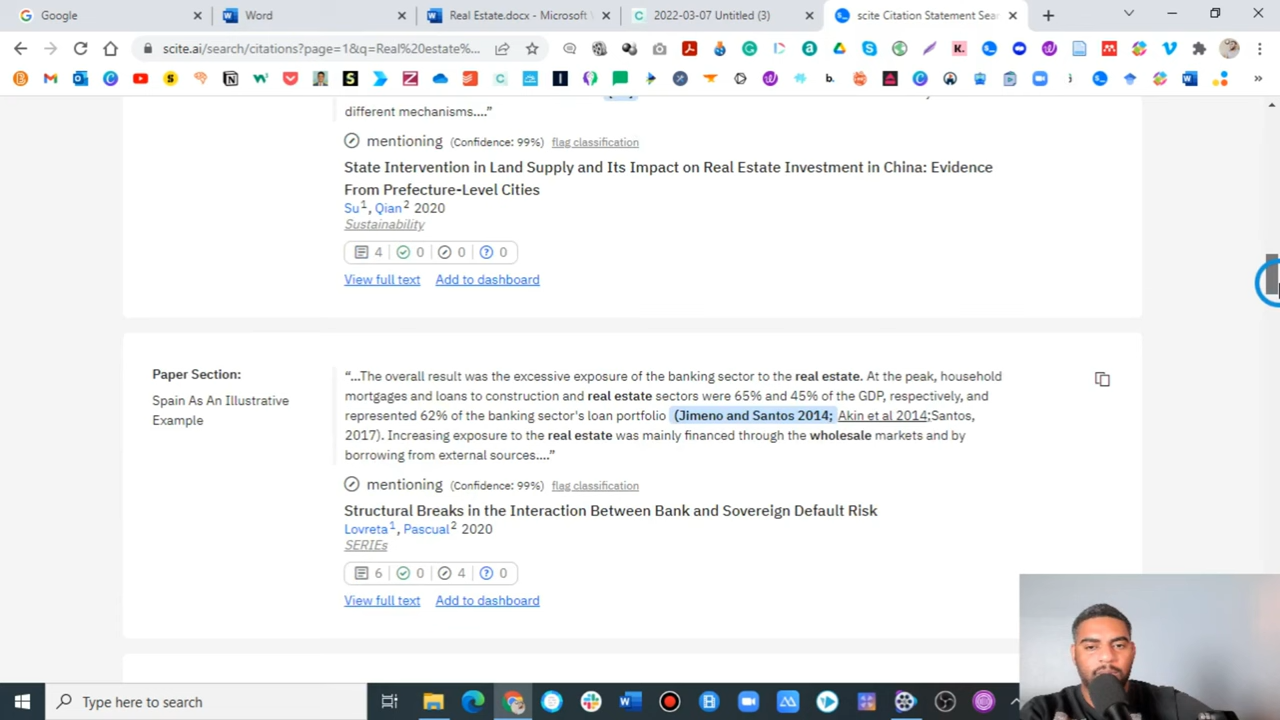 Google
Word
Real Estate.docx - Microsoft
2022-03-07 Untitled (3)
scite Citation Statement Sear
scite.ai/search/citations?page=1&q=Real%20estate%...
different mechanisms...."
mentioning (Confidence: 99%) flag classification
State Intervention in Land Supply and Its Impact on Real Estate Investment in China: Evidence
From Prefecture-Level Cities
Su1, Qian2 2020
Sustainability
4 0 0 0
View full text Add to dashboard
Paper Section:
Spain As An Illustrative
Example
"...The overall result was the excessive exposure of the banking sector to the real estate. At the peak, household
mortgages and loans to construction and real estate sectors were 65% and 45% of the GDP, respectively, and
represented 62% of the banking sector's loan portfolio (Jimeno and Santos 2014; Akin et al 2014;Santos,
2017). Increasing exposure to the real estate was mainly financed through the wholesale markets and by
borrowing from external sources...."
mentioning (Confidence: 99%) flag classification
Structural Breaks in the Interaction Between Bank and Sovereign Default Risk
Lovreta1, Pascual2 2020
SERIEs
6 0 4 0
View full text Add to dashboard
Type here to search